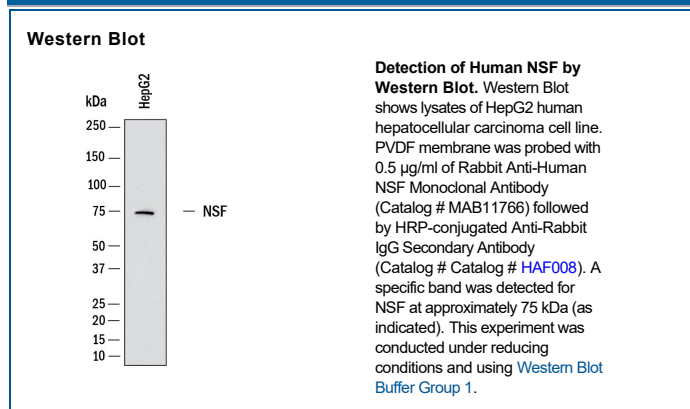 Western Blot
HepG2
kDa
250
150
100
75
NSF
50
37
25
20
15
10
Detection of Human NSF by
Western Blot. Western Blot
shows lysates of HepG2 human
hepatocellular carcinoma cell line.
PVDF membrane was probed with
0.5 µg/ml of Rabbit Anti-Human
NSF Monoclonal Antibody
(Catalog # MAB11766) followed
by HRP-conjugated Anti-Rabbit
IgG Secondary Antibody
(Catalog # Catalog # HAF008). A
specific band was detected for
NSF at approximately 75 kDa (as
indicated). This experiment was
conducted under reducing
conditions and using Western Blot
Buffer Group 1.